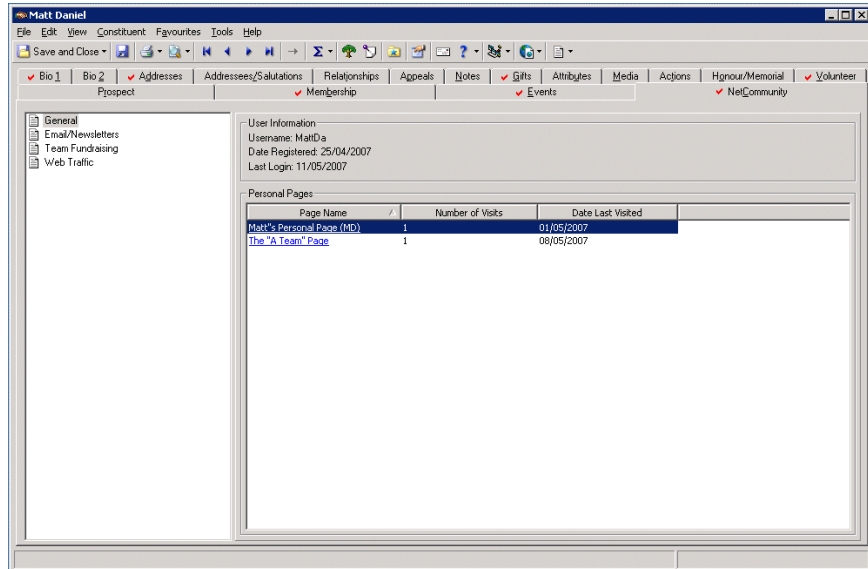 Matt Daniel
File Edit View Constituent Favourites Tools Help
Save and Close
Bio 1 Bio 2 Addresses Addressees/Salutations Relationships Appeals Notes Gifts Attributes Media Actions Honour/Memorial Volunteer
Prospect Membership Events NetCommunity
General
Email/Newsletters
Team Fundraising
Web Traffic
User Information
Username: MattDa
Date Registered: 25/04/2007
Last Login: 11/05/2007
Personal Pages
Page Name Number of Visits Date Last Visited
Matt"s Personal Page (MD) 1 01/05/2007
The "A Team" Page 1 08/05/2007